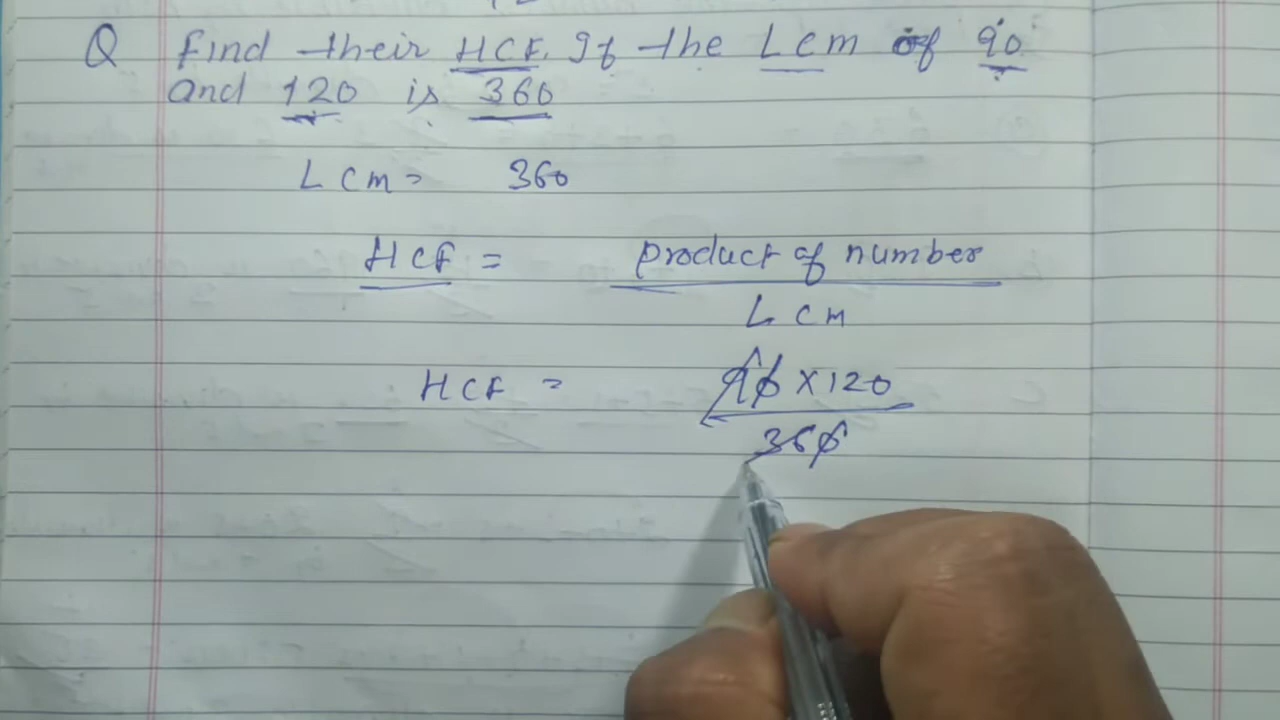 Q Find their HCF. If the LCM of 90
and 120 is 360
LCM = 360
HCF = product of number
LCM
HCF = 90 X 120
360